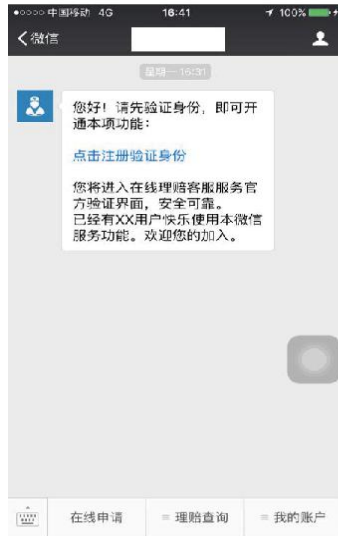 中国移动 4G 16:41 100%
微信
星期一 16:31
您好！请先验证身份，即可开
通本项功能：
点击注册验证身份
您将进入在线理赔客服服务官
方验证界面，安全可靠。
已经有XX用户快乐使用本微信
服务功能。欢迎您的加入。
在线申请 理赔查询 我的账户